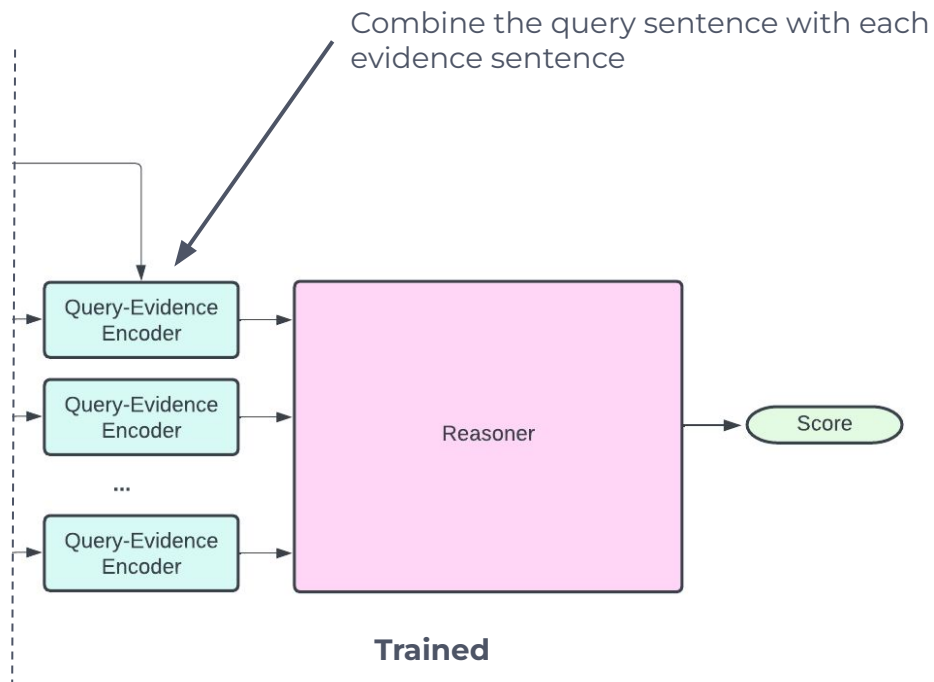 Combine the query sentence with each
evidence sentence
Query-Evidence
Encoder
Query-Evidence
Encoder
...
Query-Evidence
Encoder
Reasoner
Score
Trained